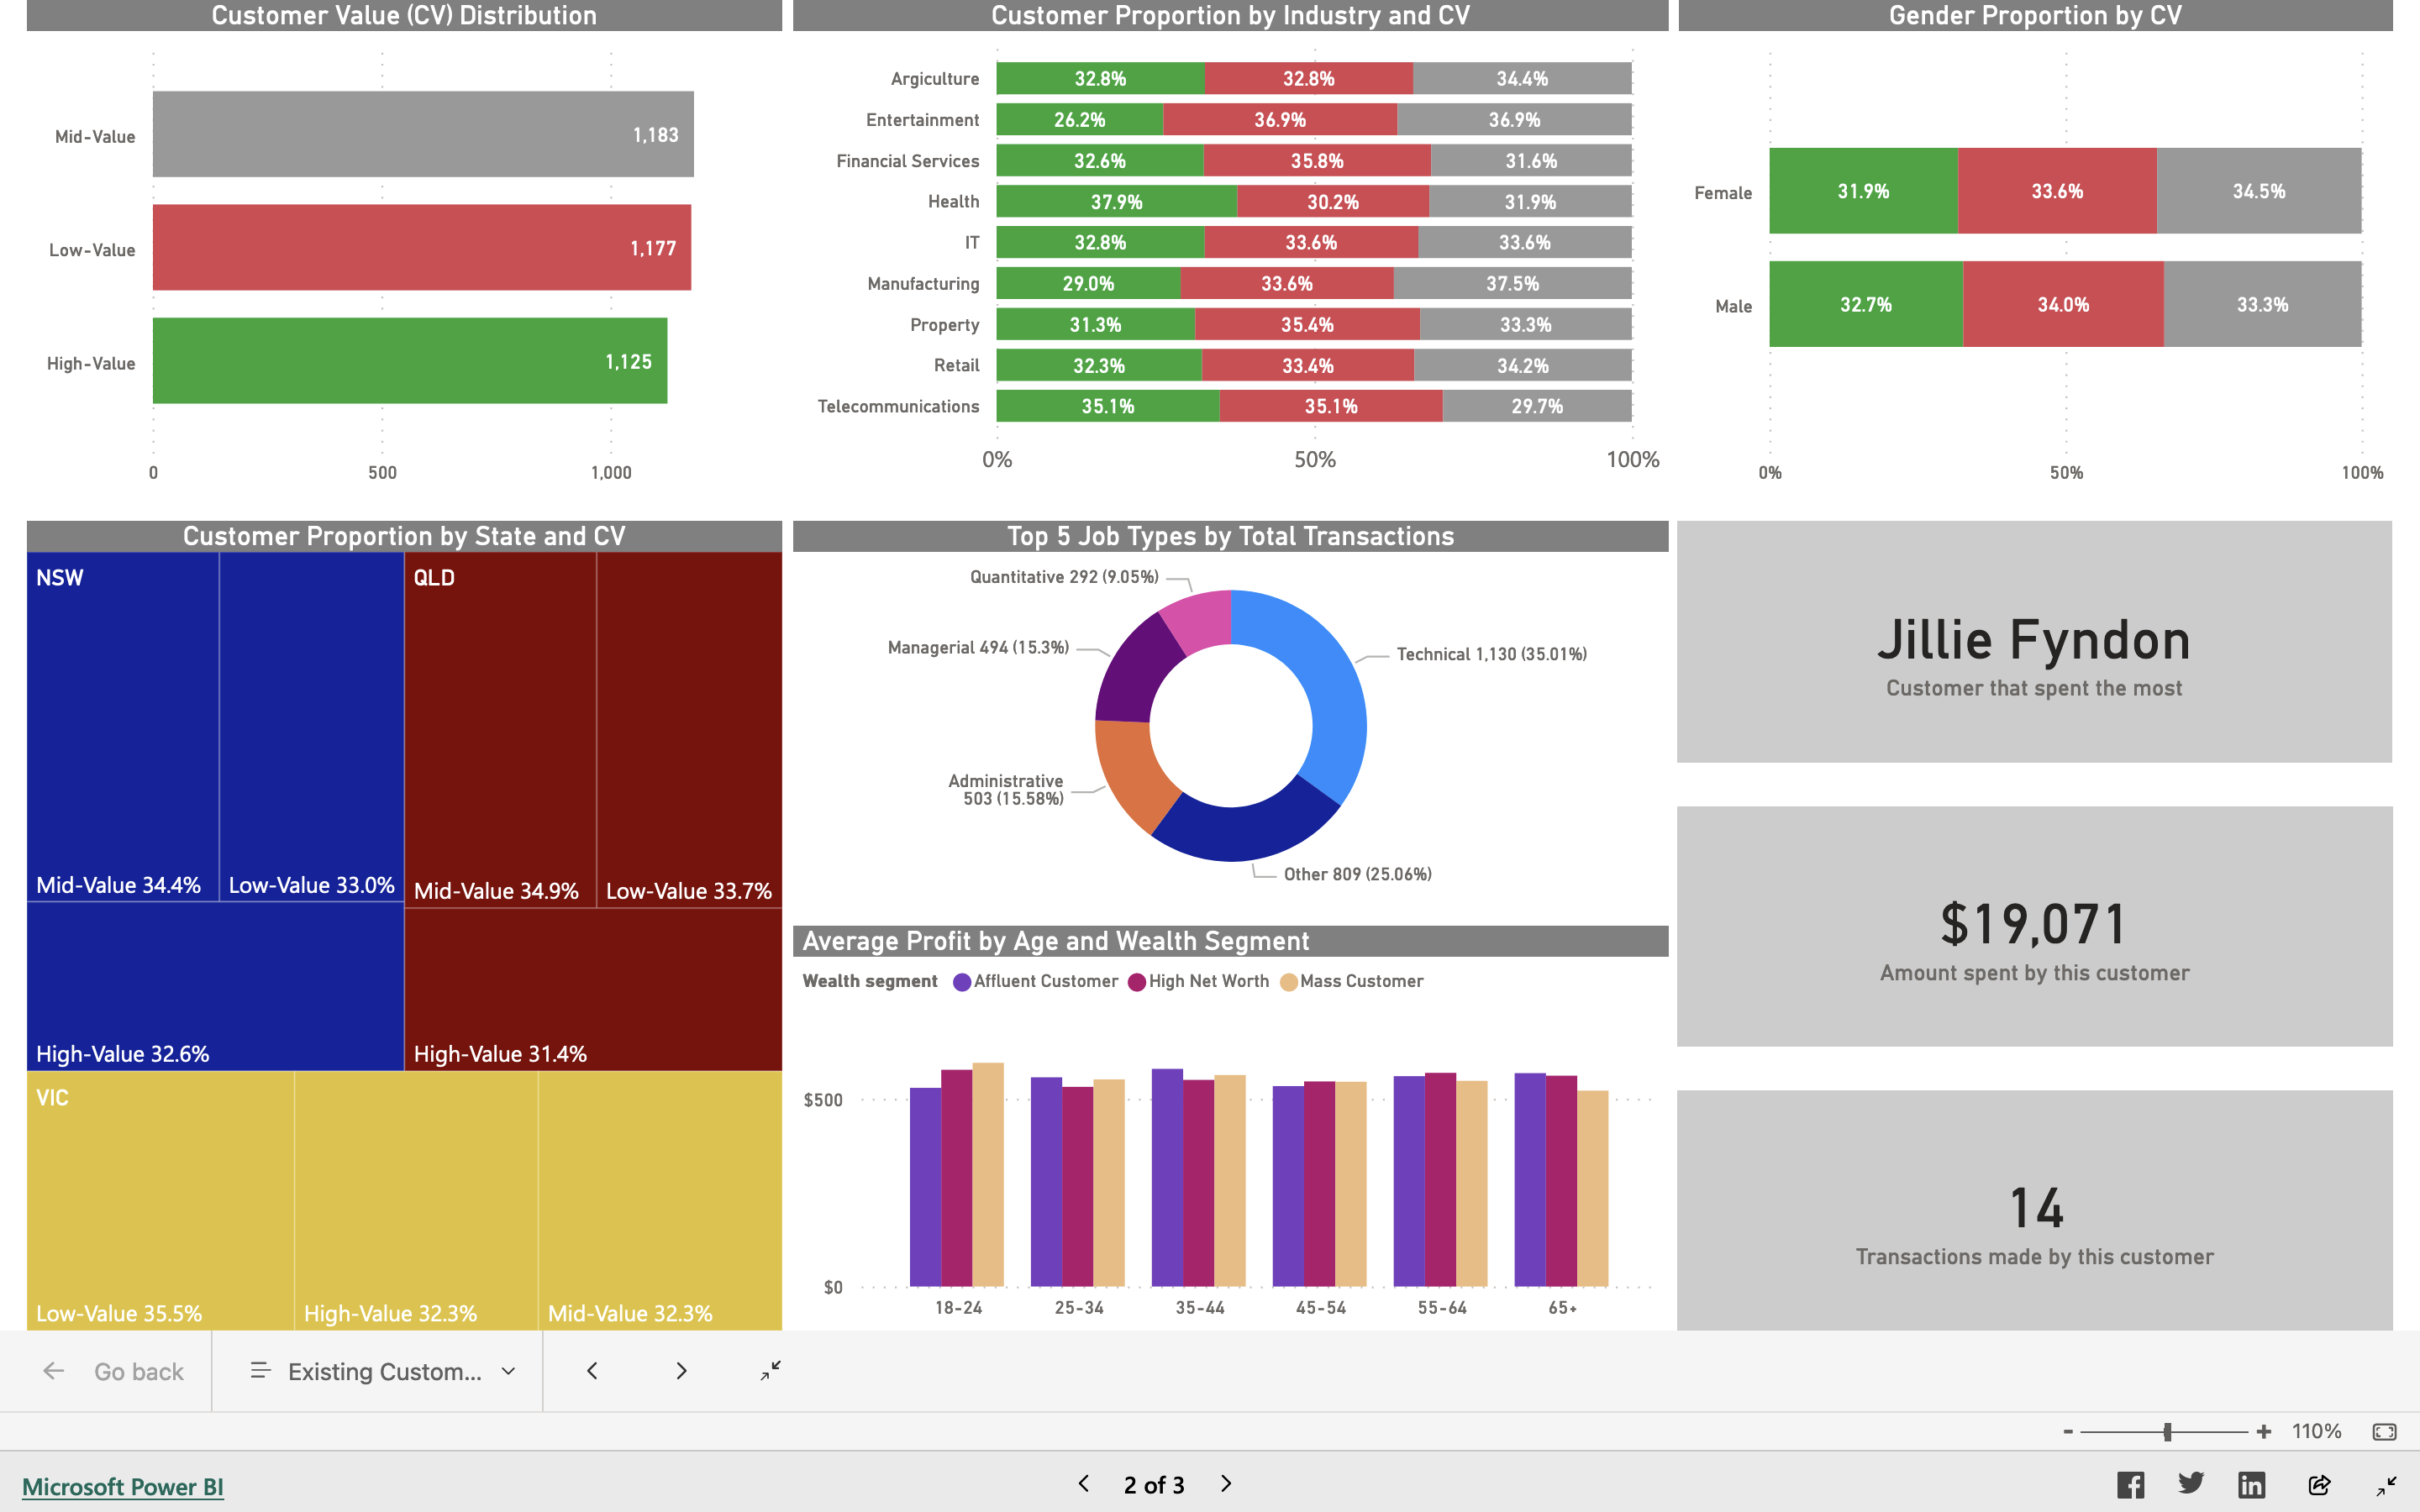 Customer Value (CV) Distribution
Mid-Value
1,183
Low-Value
1,177
High-Value
1,125
0
500
1,000
Customer Proportion by Industry and CV
Argiculture
32.8%
32.8%
34.4%
Entertainment
26.2%
36.9%
36.9%
Financial Services
32.6%
35.8%
31.6%
Health
37.9%
30.2%
31.9%
IT
32.8%
33.6%
33.6%
Manufacturing
29.0%
33.6%
37.5%
Property
31.3%
35.4%
33.3%
Retail
32.3%
33.4%
34.2%
Telecommunications
35.1%
35.1%
29.7%
0%
50%
100%
Gender Proportion by CV
Female
31.9%
33.6%
34.5%
Male
32.7%
34.0%
33.3%
0%
50%
100%
Customer Proportion by State and CV
NSW
Mid-Value 34.4%
Low-Value 33.0%
High-Value 32.6%
QLD
Mid-Value 34.9%
Low-Value 33.7%
High-Value 31.4%
VIC
Low-Value 35.5%
High-Value 32.3%
Mid-Value 32.3%
Top 5 Job Types by Total Transactions
Quantitative 292 (9.05%)
Managerial 494 (15.3%)
Technical 1,130 (35.01%)
Administrative
503 (15.58%)
Other 809 (25.06%)
Average Profit by Age and Wealth Segment
Wealth segment
Affluent Customer
High Net Worth
Mass Customer
$500
$0
18-24
25-34
35-44
45-54
55-64
65+
Jillie Fyndon
Customer that spent the most
$19,071
Amount spent by this customer
14
Transactions made by this customer
Go back
Existing Custom...
- + 110%
Microsoft Power BI
2 of 3